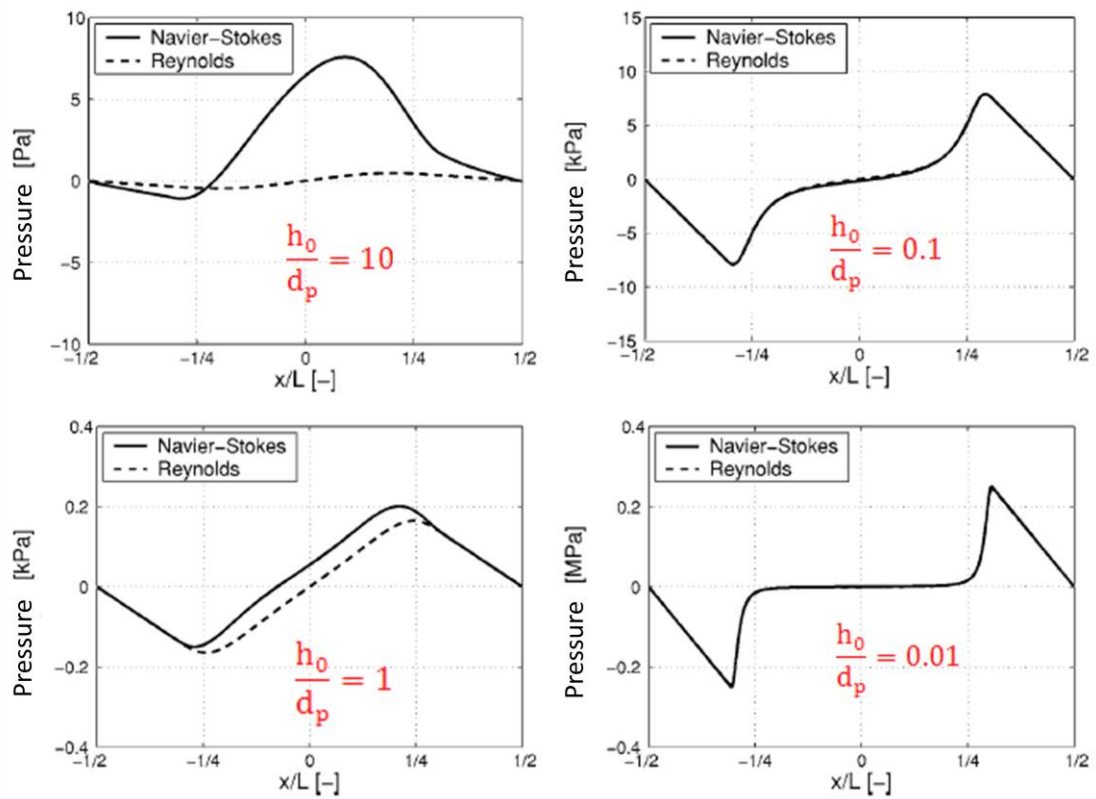 10
5
0
−5
−10
Pressure [Pa]
Navier−Stokes
Reynolds
h₀/dₚ = 10
−1/2 −1/4 0 1/4 1/2
x/L [−]
15
10
5
0
−5
−10
−15
Pressure [kPa]
Navier−Stokes
Reynolds
h₀/dₚ = 0.1
−1/2 −1/4 0 1/4 1/2
x/L [−]
0.4
0.2
0
−0.2
−0.4
Pressure [kPa]
Navier−Stokes
Reynolds
h₀/dₚ = 1
−1/2 −1/4 0 1/4 1/2
x/L [−]
0.4
0.2
0
−0.2
−0.4
Pressure [MPa]
Navier−Stokes
Reynolds
h₀/dₚ = 0.01
−1/2 −1/4 0 1/4 1/2
x/L [−]